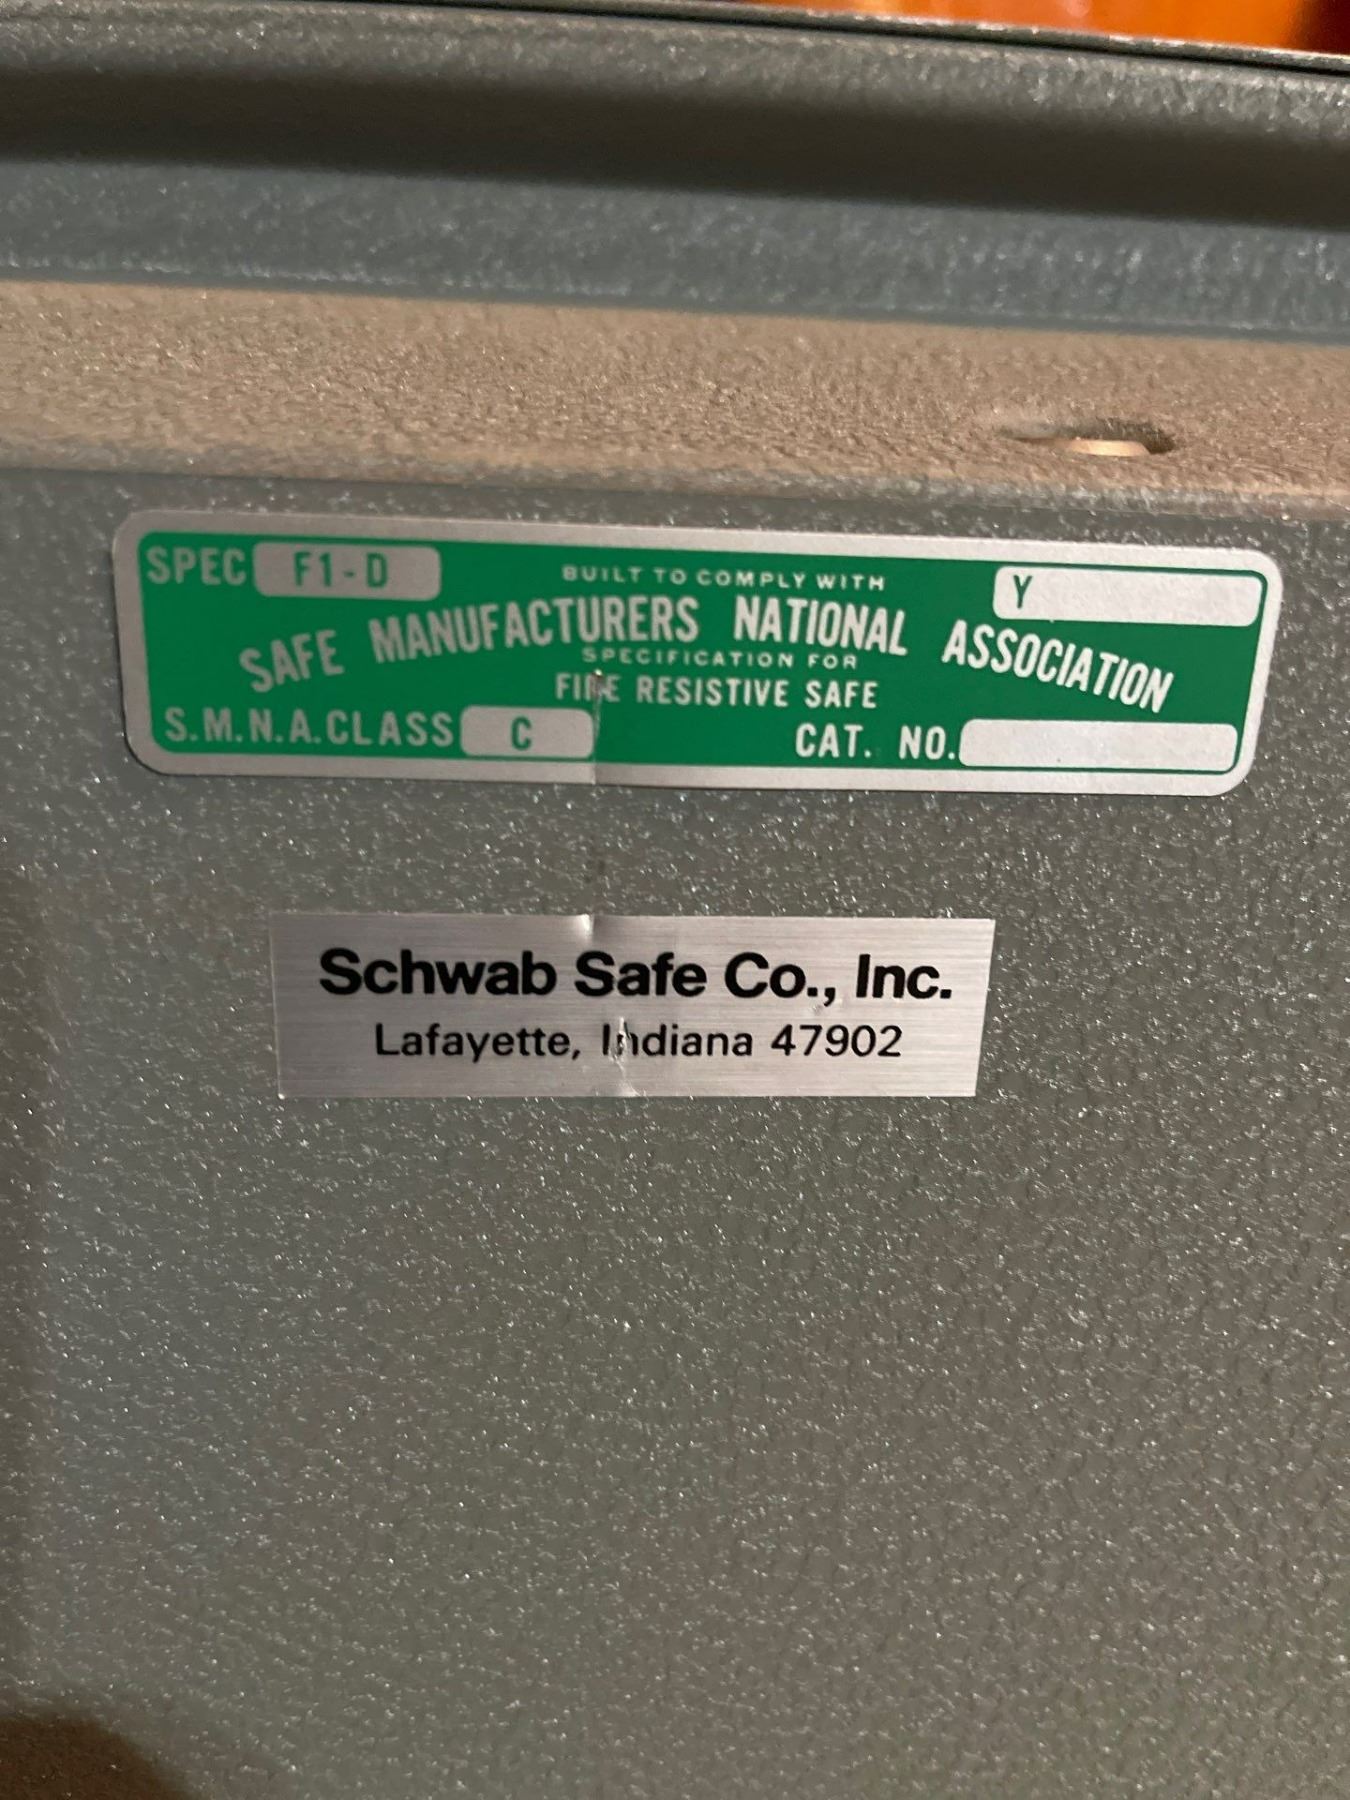 SPEC F1-D
BUILT TO COMPLY WITH
Y
SAFE MANUFACTURERS NATIONAL ASSOCIATION
SPECIFICATION FOR
FIRE RESISTIVE SAFE
S.M.N.A. CLASS C
CAT. NO.
Schwab Safe Co., Inc.
Lafayette, Indiana 47902